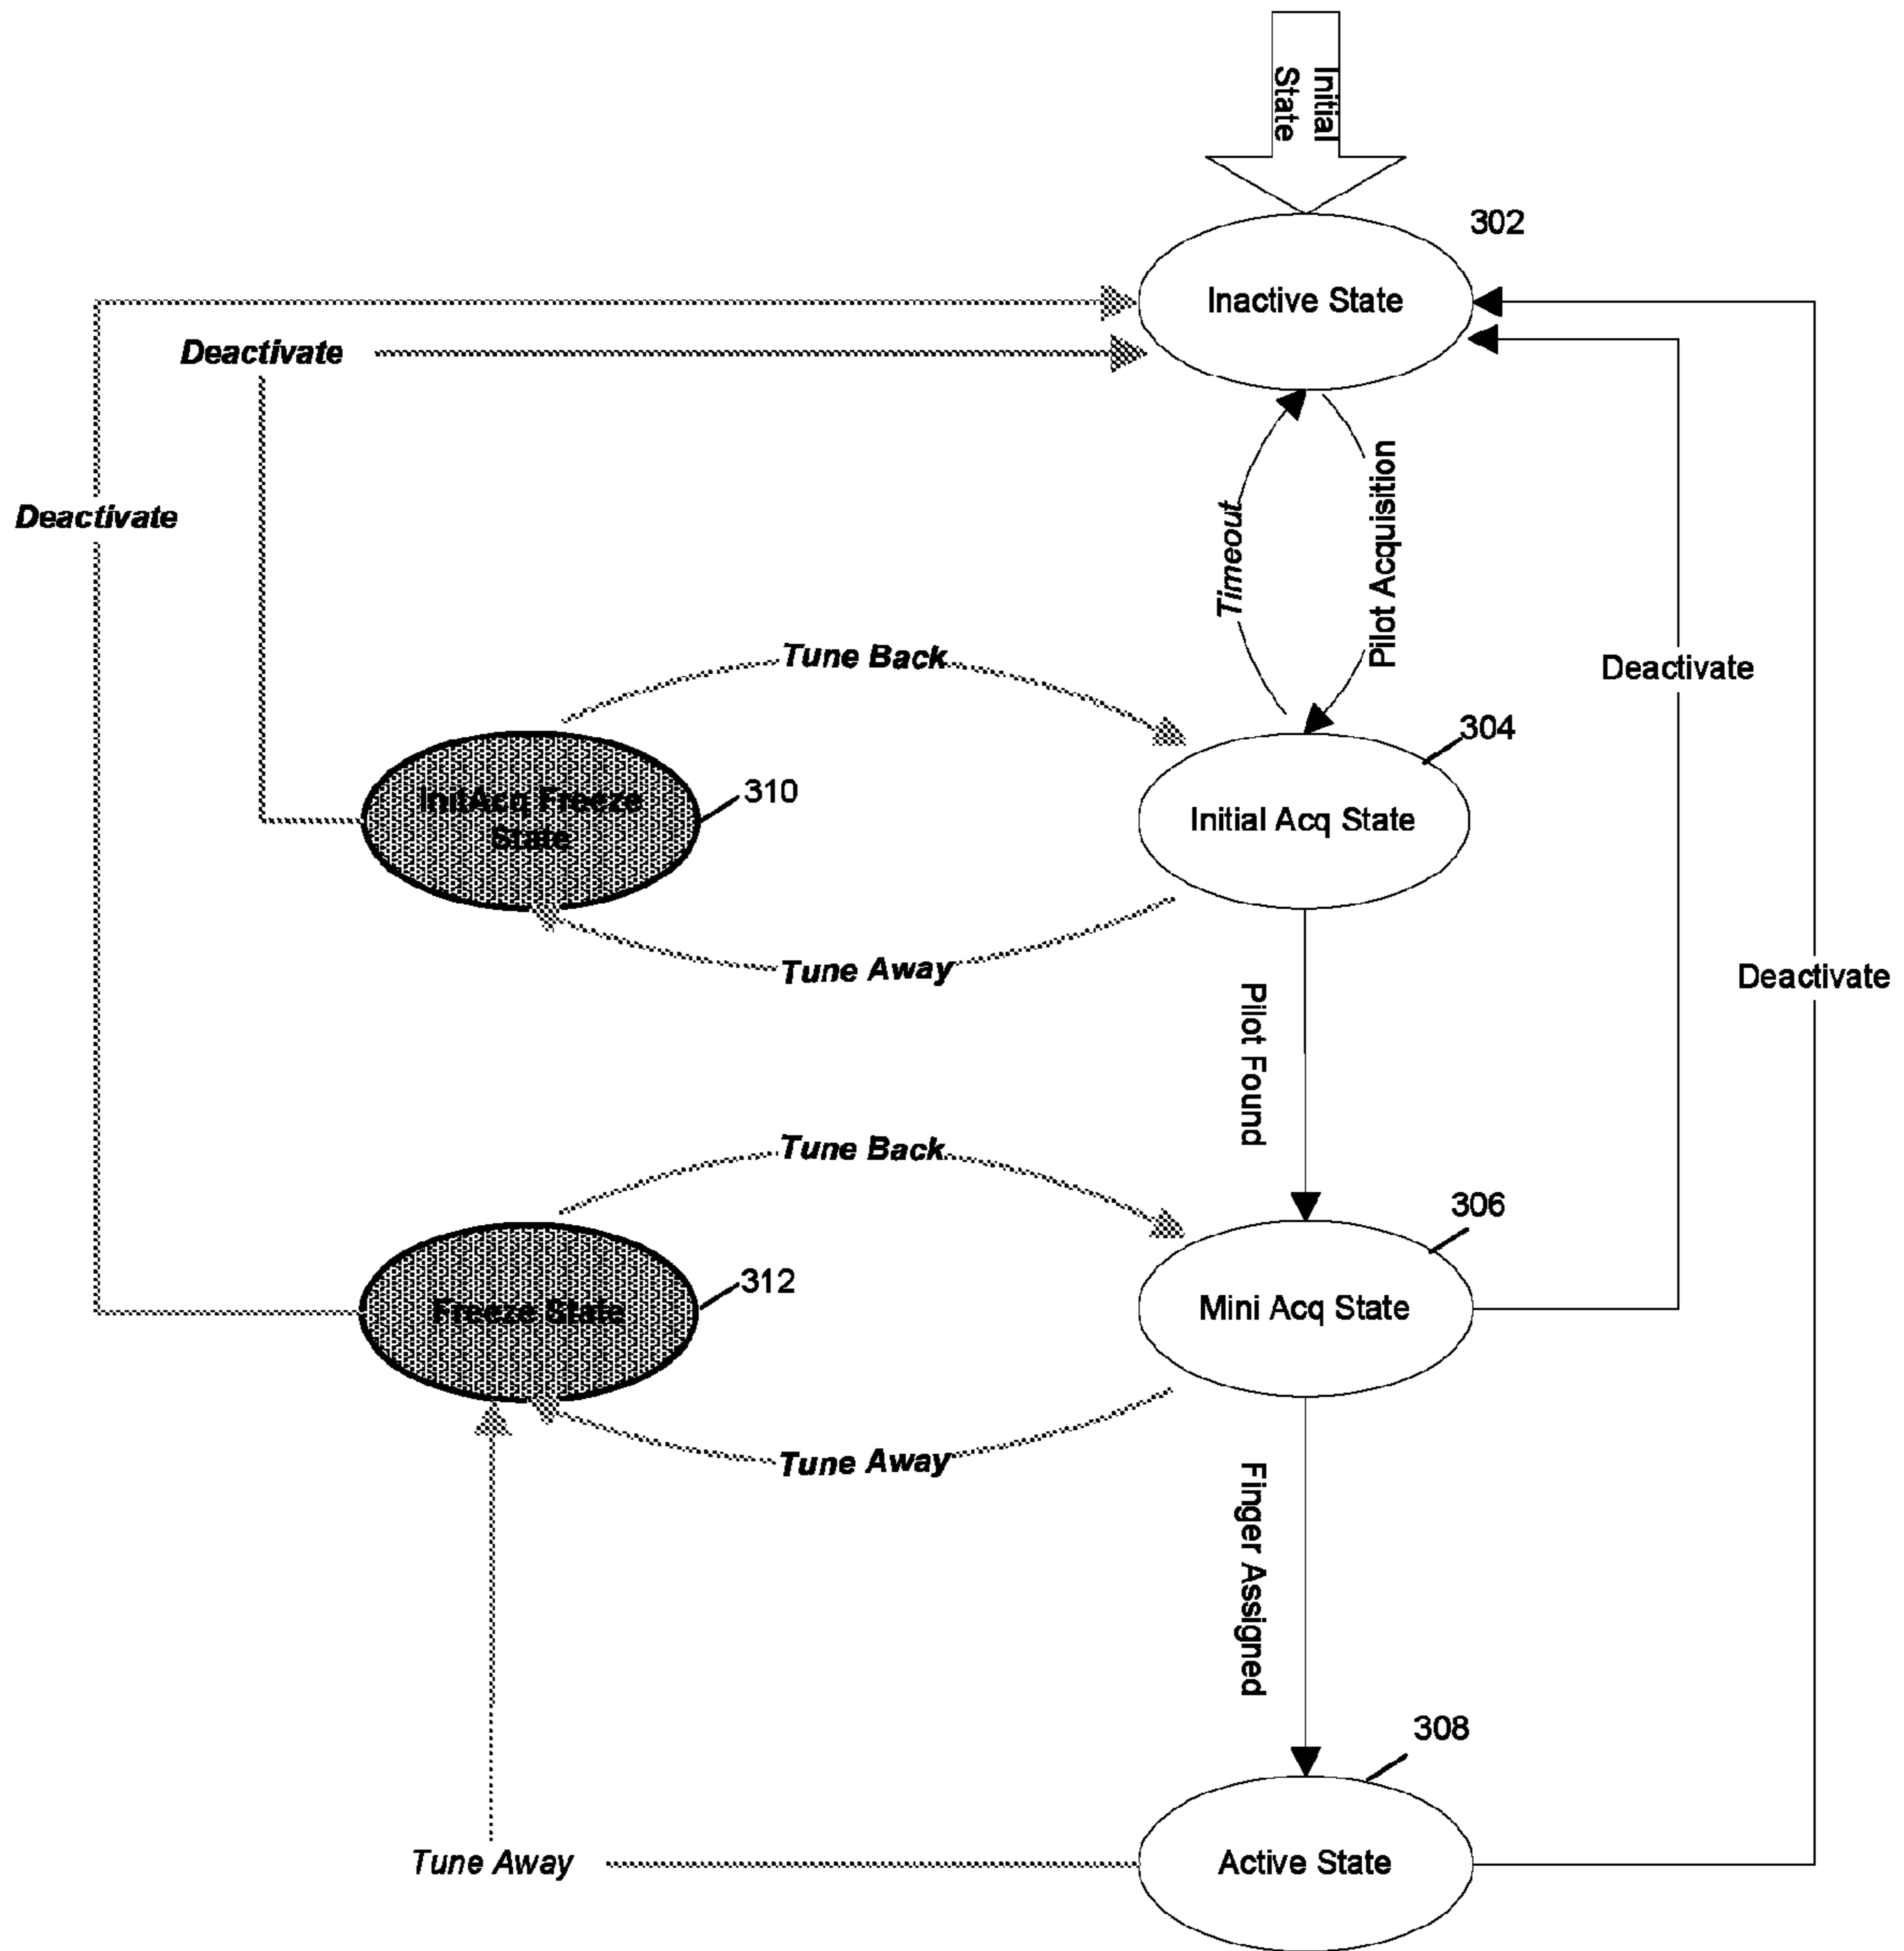 Initial
State
302
Inactive State
Deactivate
Deactivate
Timeout
Pilot Acquisition
Tune Back
Deactivate
304
310
InitAcq Freeze
State
Initial Acq State
Tune Away
Deactivate
Pilot Found
Tune Back
306
312
Freeze State
Mini Acq State
Tune Away
Finger Assigned
308
Tune Away
Active State